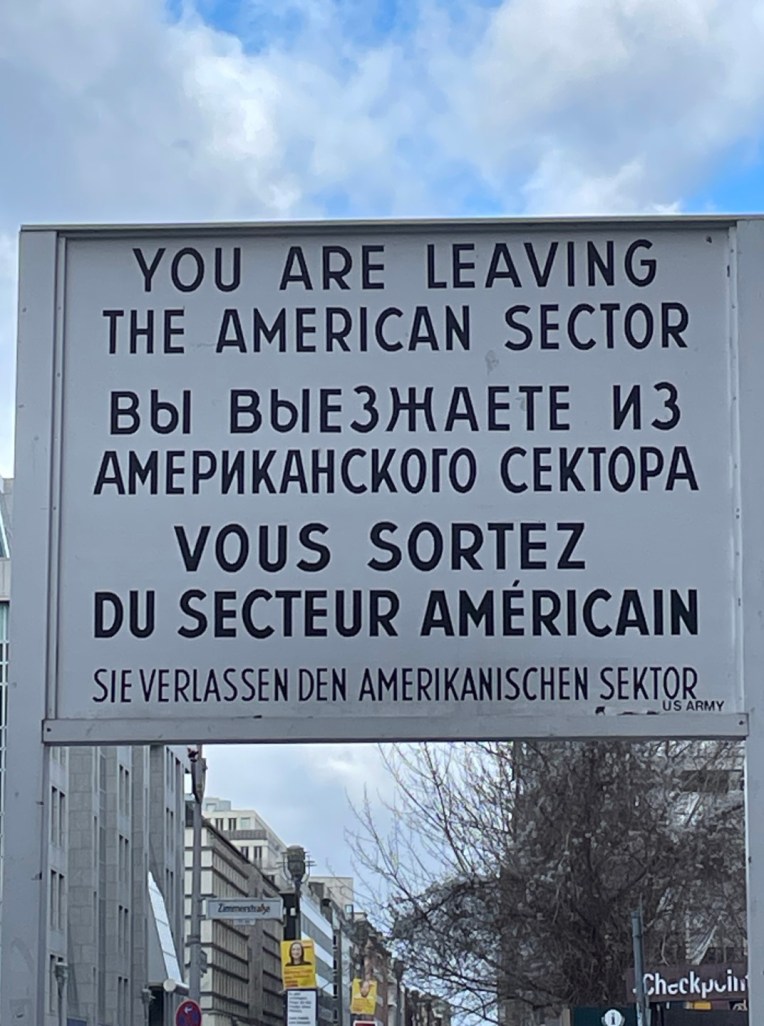 YOU ARE LEAVING
THE AMERICAN SECTOR
ВЫ ВЫЕЗЖАЕТЕ ИЗ
АМЕРИКАНСКОГО СЕКТОРА
VOUS SORTEZ
DU SECTEUR AMÉRICAIN
SIE VERLASSEN DEN AMERIKANISCHEN SEKTOR
US ARMY
Zimmerstraße
Checkpoint